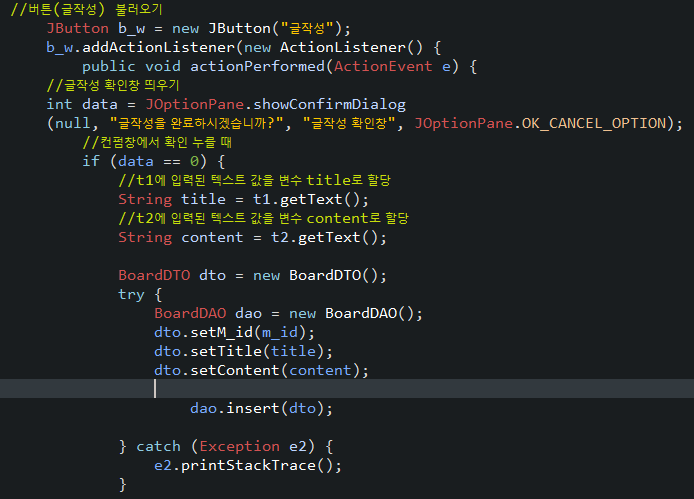 //버튼(글작성) 불러오기
JButton b_w = new JButton("글작성");
b_w.addActionListener(new ActionListener() {
public void actionPerformed(ActionEvent e) {
//글작성 확인창 띄우기
int data = JOptionPane.showConfirmDialog
(null, "글작성을 완료하시겠습니까?", "글작성 확인창", JOptionPane.OK_CANCEL_OPTION);
//컨펌창에서 확인 누를 때
if (data == 0) {
//t1에 입력된 텍스트 값을 변수 title로 할당
String title = t1.getText();
//t2에 입력된 텍스트 값을 변수 content로 할당
String content = t2.getText();
BoardDTO dto = new BoardDTO();
try {
BoardDAO dao = new BoardDAO();
dto.setM_id(m_id);
dto.setTitle(title);
dto.setContent(content);
dao.insert(dto);
} catch (Exception e2) {
e2.printStackTrace();
}